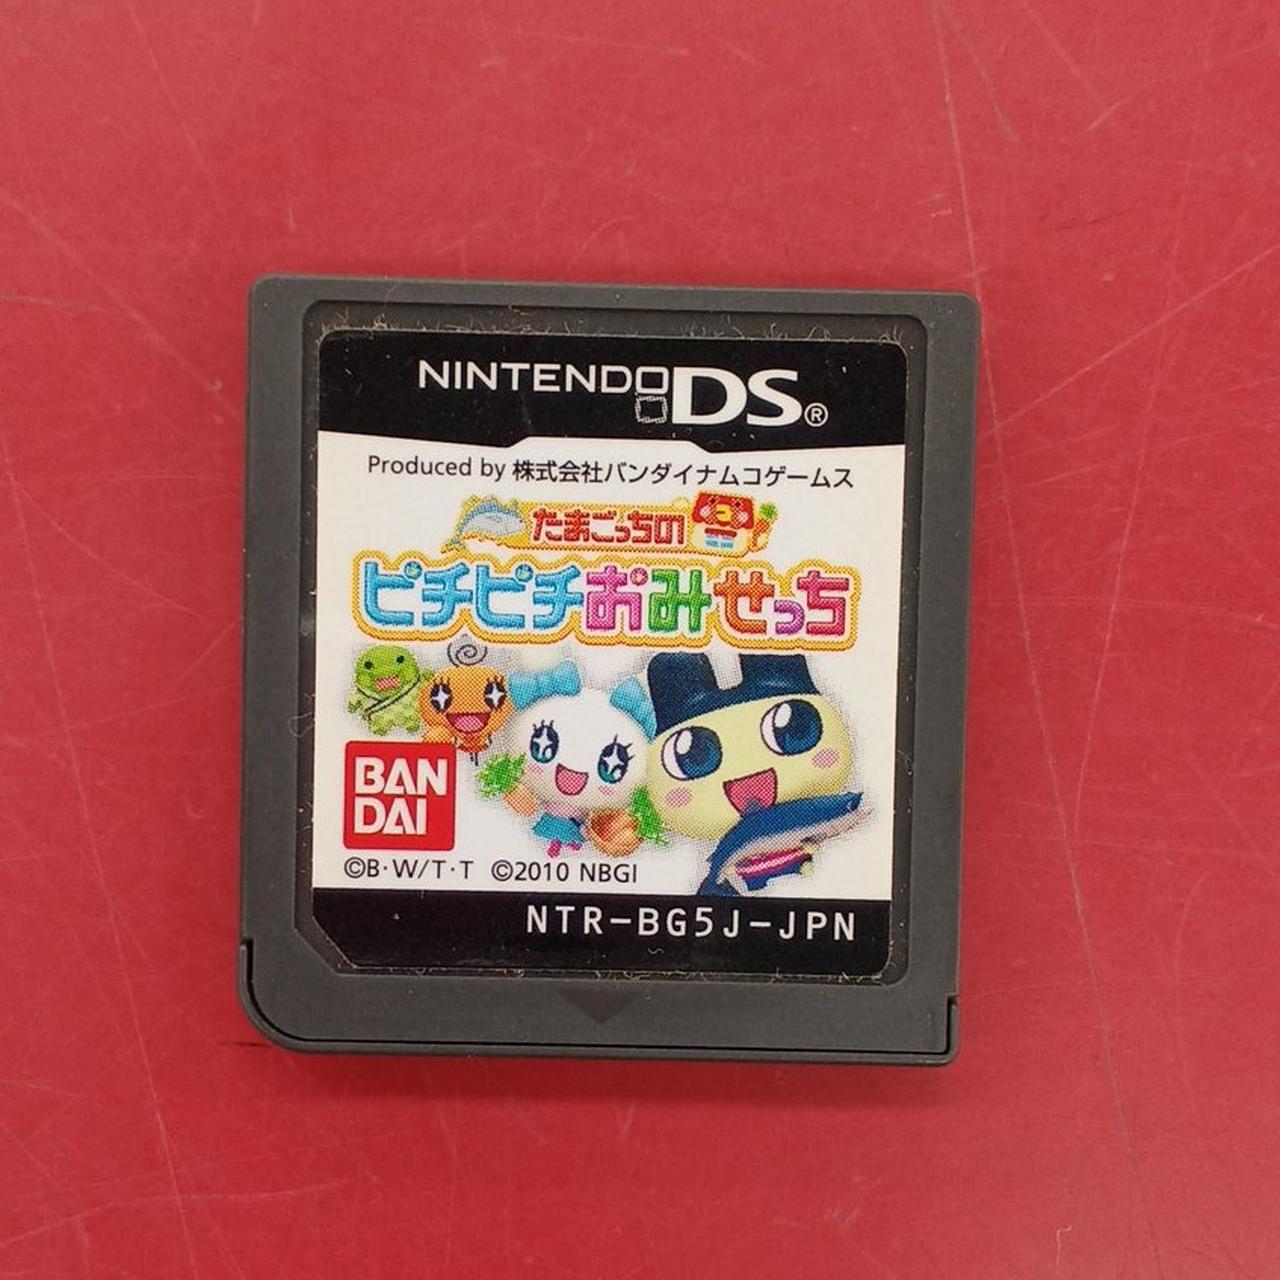 NINTENDO DS®
Produced by 株式会社バンダイナムコゲームス
たまごっちの
ピチピチおみせっち
BAN
DAI
©B・W/T・T ©2010 NBGI
NTR-BG5J-JPN